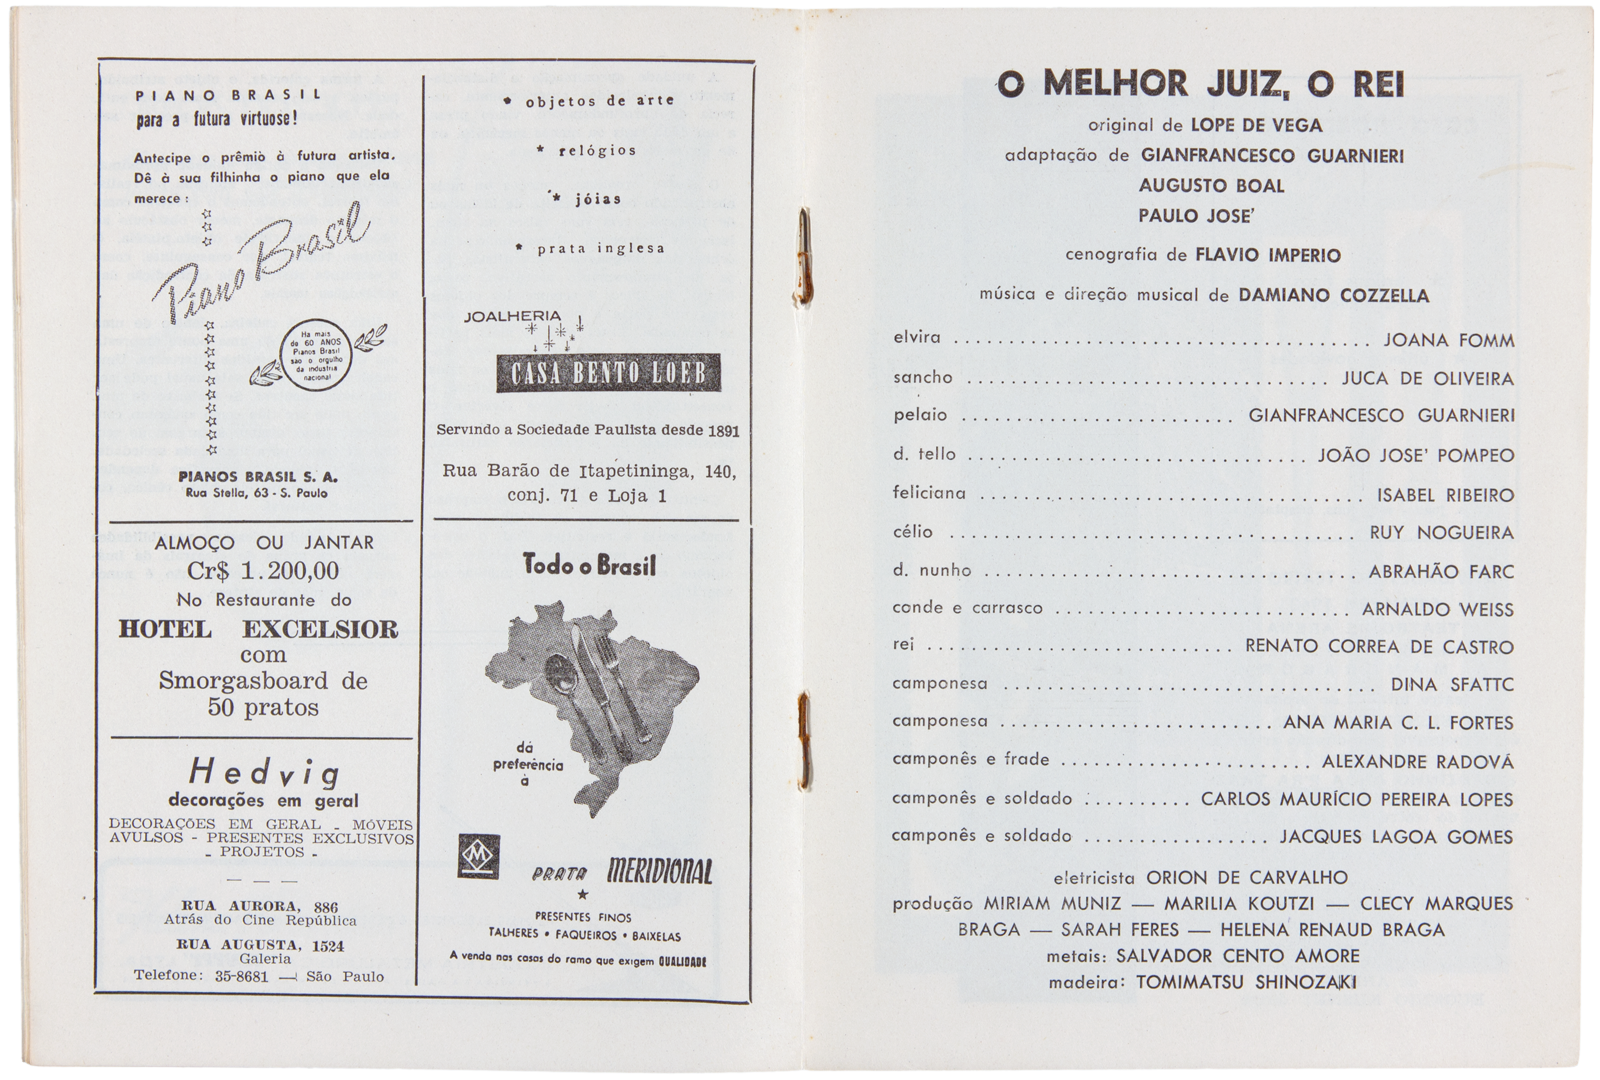 PIANO BRASIL
para a futura virtuose!
Antecipe o prêmio à futura artista.
Dê à sua filhinha o piano que ela
merece :
Piano Brasil
Ha mais
de 60 ANOS
Pianos Brasil
são o orgulho
da industria
nacional
PIANOS BRASIL S. A.
Rua Stella, 63 - S. Paulo
ALMOÇO OU JANTAR
Cr$ 1.200,00
No Restaurante do
HOTEL EXCELSIOR
com
Smorgasboard de
50 pratos
Hedvig
decorações em geral
DECORAÇÕES EM GERAL - MÓVEIS
AVULSOS - PRESENTES EXCLUSIVOS
- PROJETOS -
— — —
RUA AURORA, 886
Atrás do Cine República
RUA AUGUSTA, 1524
Galeria
Telefone: 35-8681 — São Paulo
* objetos de arte
* relógios
* jóias
* prata inglesa
JOALHERIA
CASA BENTO LOEB
Servindo a Sociedade Paulista desde 1891
Rua Barão de Itapetininga, 140,
conj. 71 e Loja 1
Todo o Brasil
dá
preferência
à
M
PRATA MERIDIONAL
★
PRESENTES FINOS
TALHERES • FAQUEIROS • BAIXELAS
A venda nas casas do ramo que exigem QUALIDADE
O MELHOR JUIZ, O REI
original de LOPE DE VEGA
adaptação de GIANFRANCESCO GUARNIERI
AUGUSTO BOAL
PAULO JOSE'
cenografia de FLAVIO IMPERIO
música e direção musical de DAMIANO COZZELLA
elvira ........ JOANA FOMM
sancho ........ JUCA DE OLIVEIRA
pelaio ........ GIANFRANCESCO GUARNIERI
d. tello ........ JOÃO JOSE' POMPEO
feliciana ........ ISABEL RIBEIRO
célio ........ RUY NOGUEIRA
d. nunho ........ ABRAHÃO FARC
conde e carrasco ........ ARNALDO WEISS
rei ........ RENATO CORREA DE CASTRO
camponesa ........ DINA SFATTC
camponesa ........ ANA MARIA C. L. FORTES
camponês e frade ........ ALEXANDRE RADOVÁ
camponês e soldado ........ CARLOS MAURÍCIO PEREIRA LOPES
camponês e soldado ........ JACQUES LAGOA GOMES
eletricista ORION DE CARVALHO
produção MIRIAM MUNIZ — MARILIA KOUTZI — CLECY MARQUES
BRAGA — SARAH FERES — HELENA RENAUD BRAGA
metais: SALVADOR CENTO AMORE
madeira: TOMIMATSU SHINOZAKI